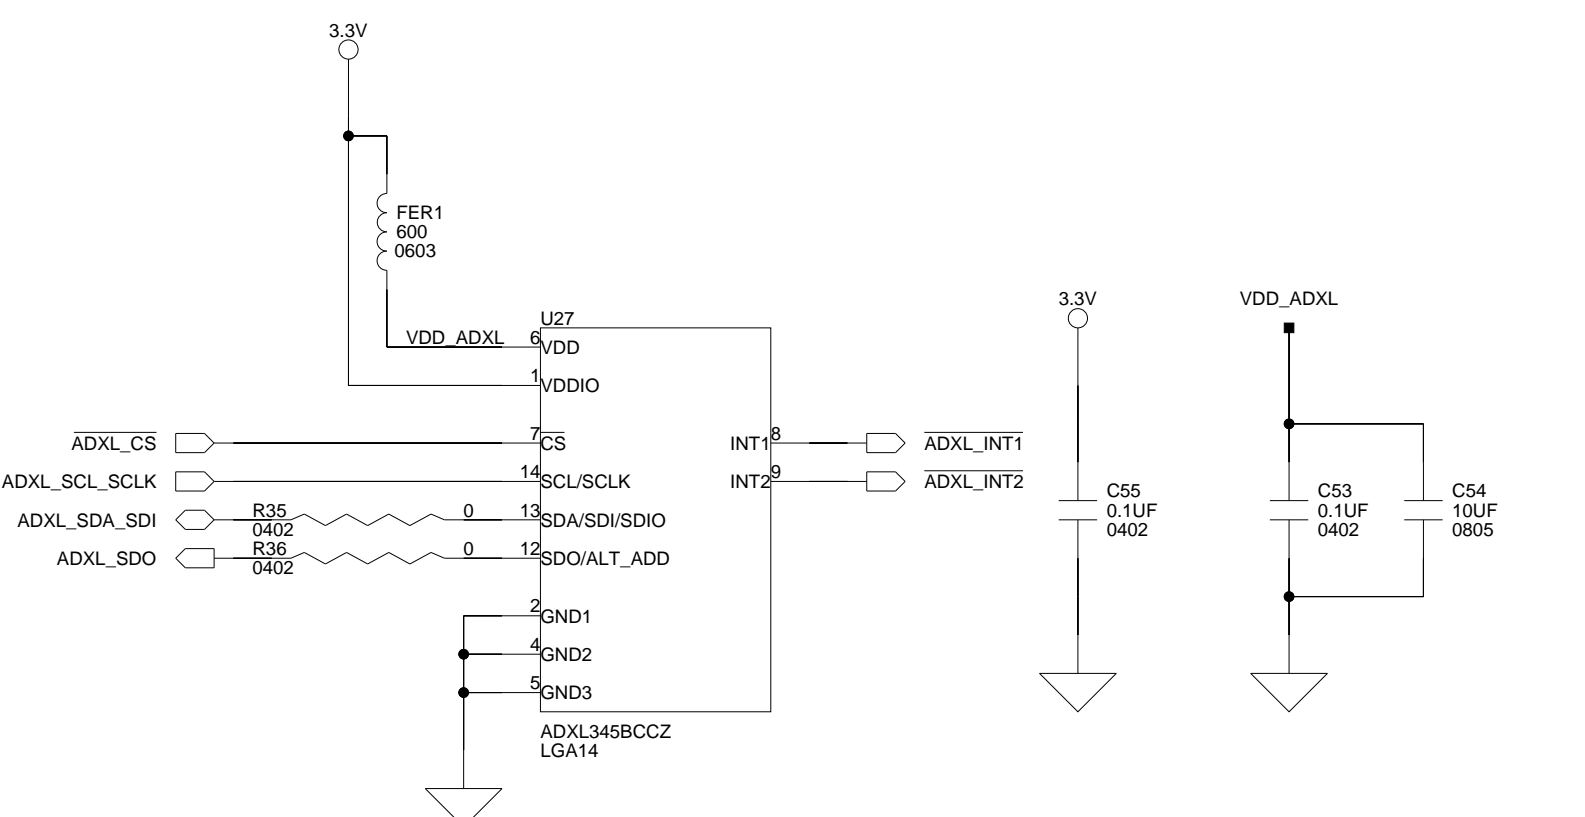 3.3V
FER1
600
0603
3.3V
VDD_ADXL
U27
VDD_ADXL 6 VDD
1 VDDIO
ADXL_CS 7 CS
INT1 8 ADXL_INT1
ADXL_SCL_SCLK 14 SCL/SCLK
INT2 9 ADXL_INT2
ADXL_SDA_SDI R35 0 13 SDA/SDI/SDIO
0402
ADXL_SDO R36 0 12 SDO/ALT_ADD
0402
2 GND1
4 GND2
5 GND3
ADXL345BCCZ
LGA14
C55
0.1UF
0402
C53
0.1UF
0402
C54
10UF
0805